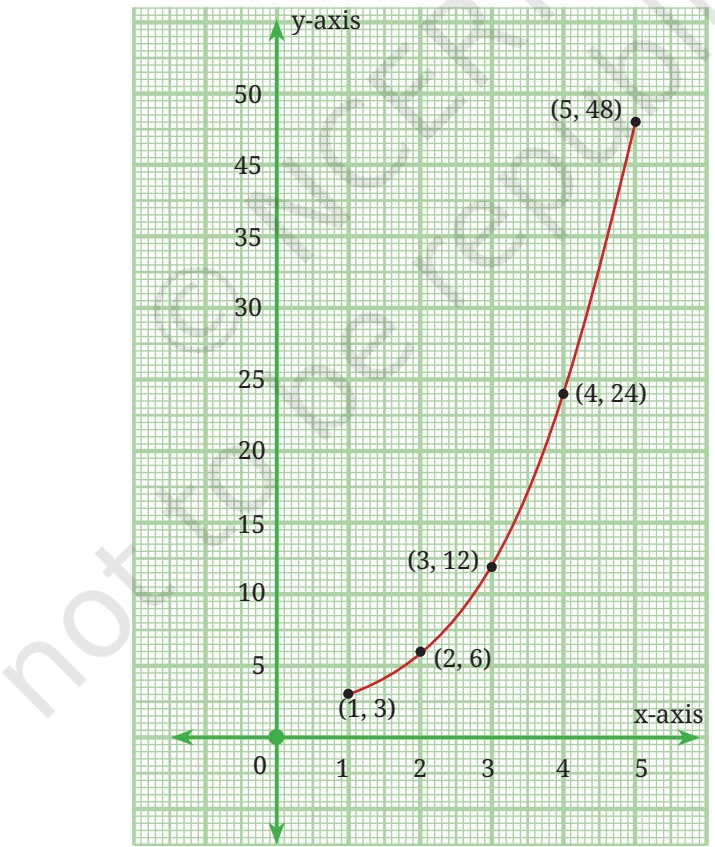 y-axis
50
(5, 48)
45
35
30
25
(4, 24)
20
15
(3, 12)
10
5
(2, 6)
(1, 3)
x-axis
0 1 2 3 4 5
© NCERT
not to be republi